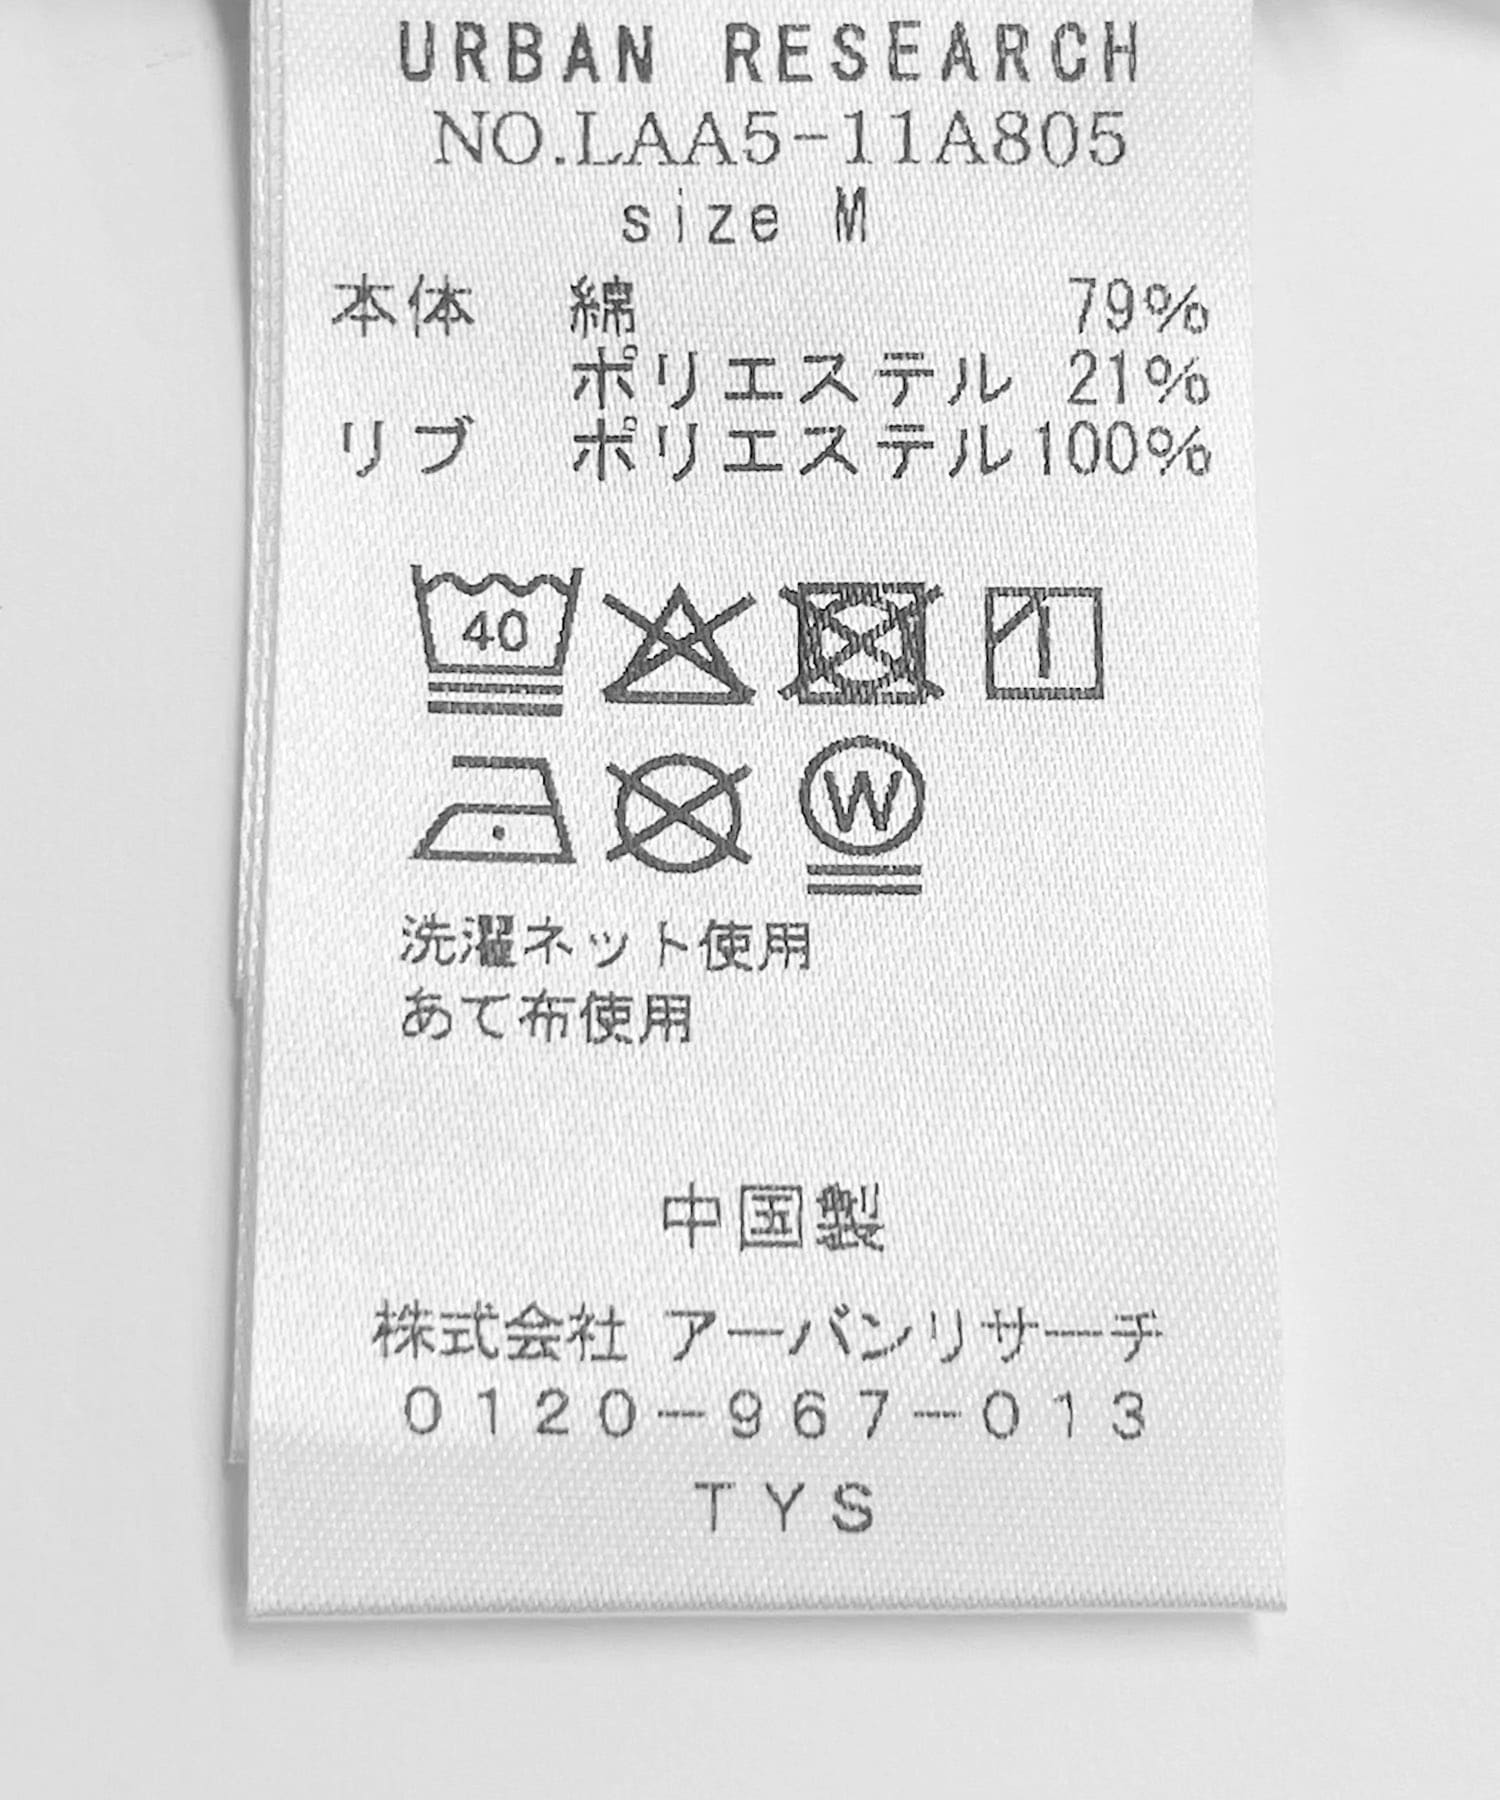 URBAN RESEARCH
NO.LAA5-11A805
size M
本体 綿 79%
ポリエステル 21%
リブ ポリエステル100%
40
W
洗濯ネット使用
あて布使用
中国製
株式会社 アーバンリサーチ
0120-967-013
TYS